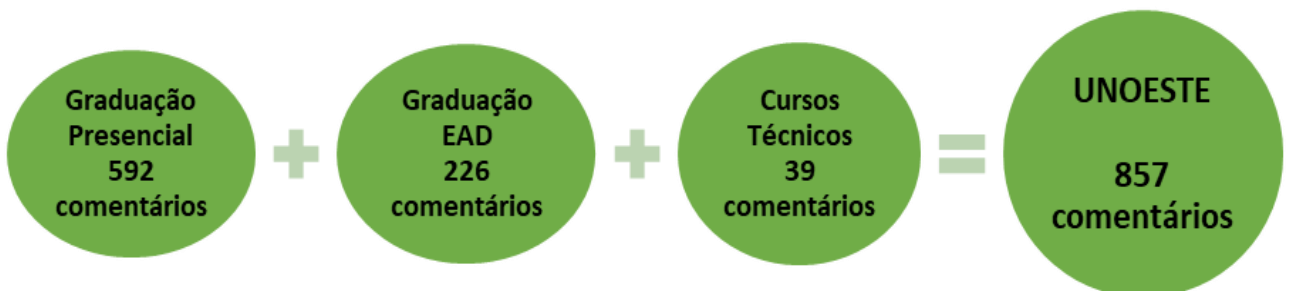 Graduação
Presencial
592
comentários
+
Graduação
EAD
226
comentários
+
Cursos
Técnicos
39
comentários
=
UNOESTE
857
comentários